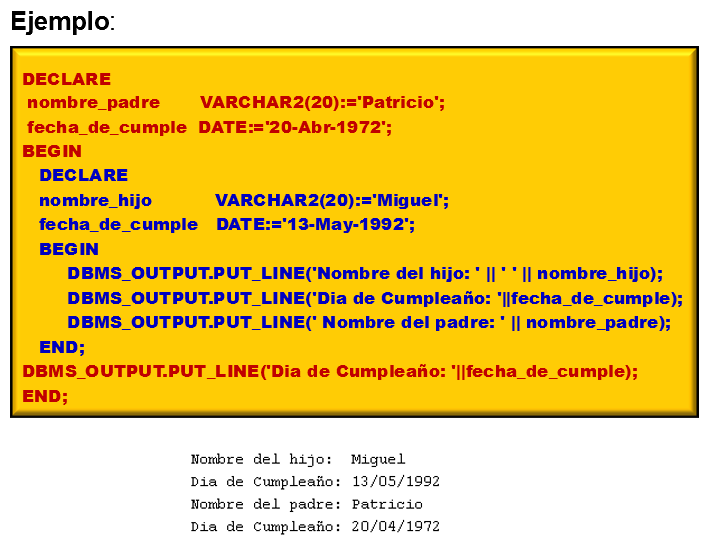 Ejemplo:
DECLARE
nombre_padre VARCHAR2(20):='Patricio';
fecha_de_cumple DATE:='20-Abr-1972';
BEGIN
DECLARE
nombre_hijo VARCHAR2(20):='Miguel';
fecha_de_cumple DATE:='13-May-1992';
BEGIN
DBMS_OUTPUT.PUT_LINE('Nombre del hijo: ' || ' ' || nombre_hijo);
DBMS_OUTPUT.PUT_LINE('Dia de Cumpleaño: '||fecha_de_cumple);
DBMS_OUTPUT.PUT_LINE(' Nombre del padre: ' || nombre_padre);
END;
DBMS_OUTPUT.PUT_LINE('Dia de Cumpleaño: '||fecha_de_cumple);
END;
Nombre del hijo: Miguel
Dia de Cumpleaño: 13/05/1992
Nombre del padre: Patricio
Dia de Cumpleaño: 20/04/1972